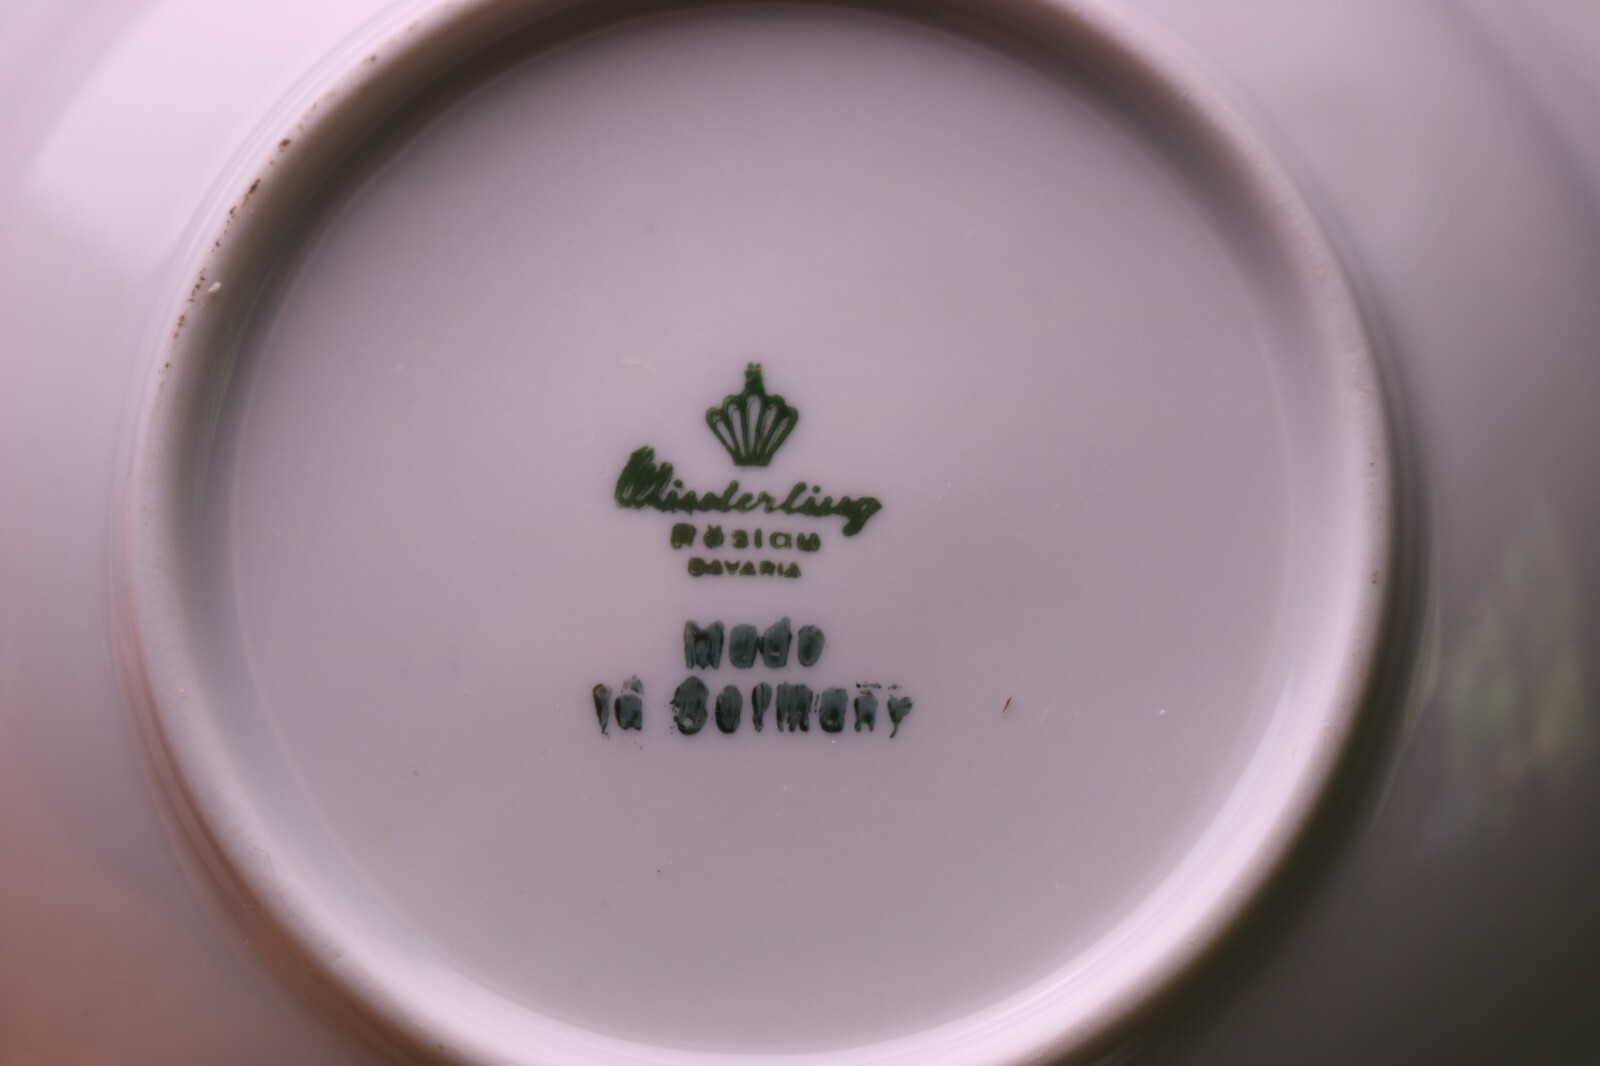 Winterling
Röslau
BAVARIA
Made
in Germany